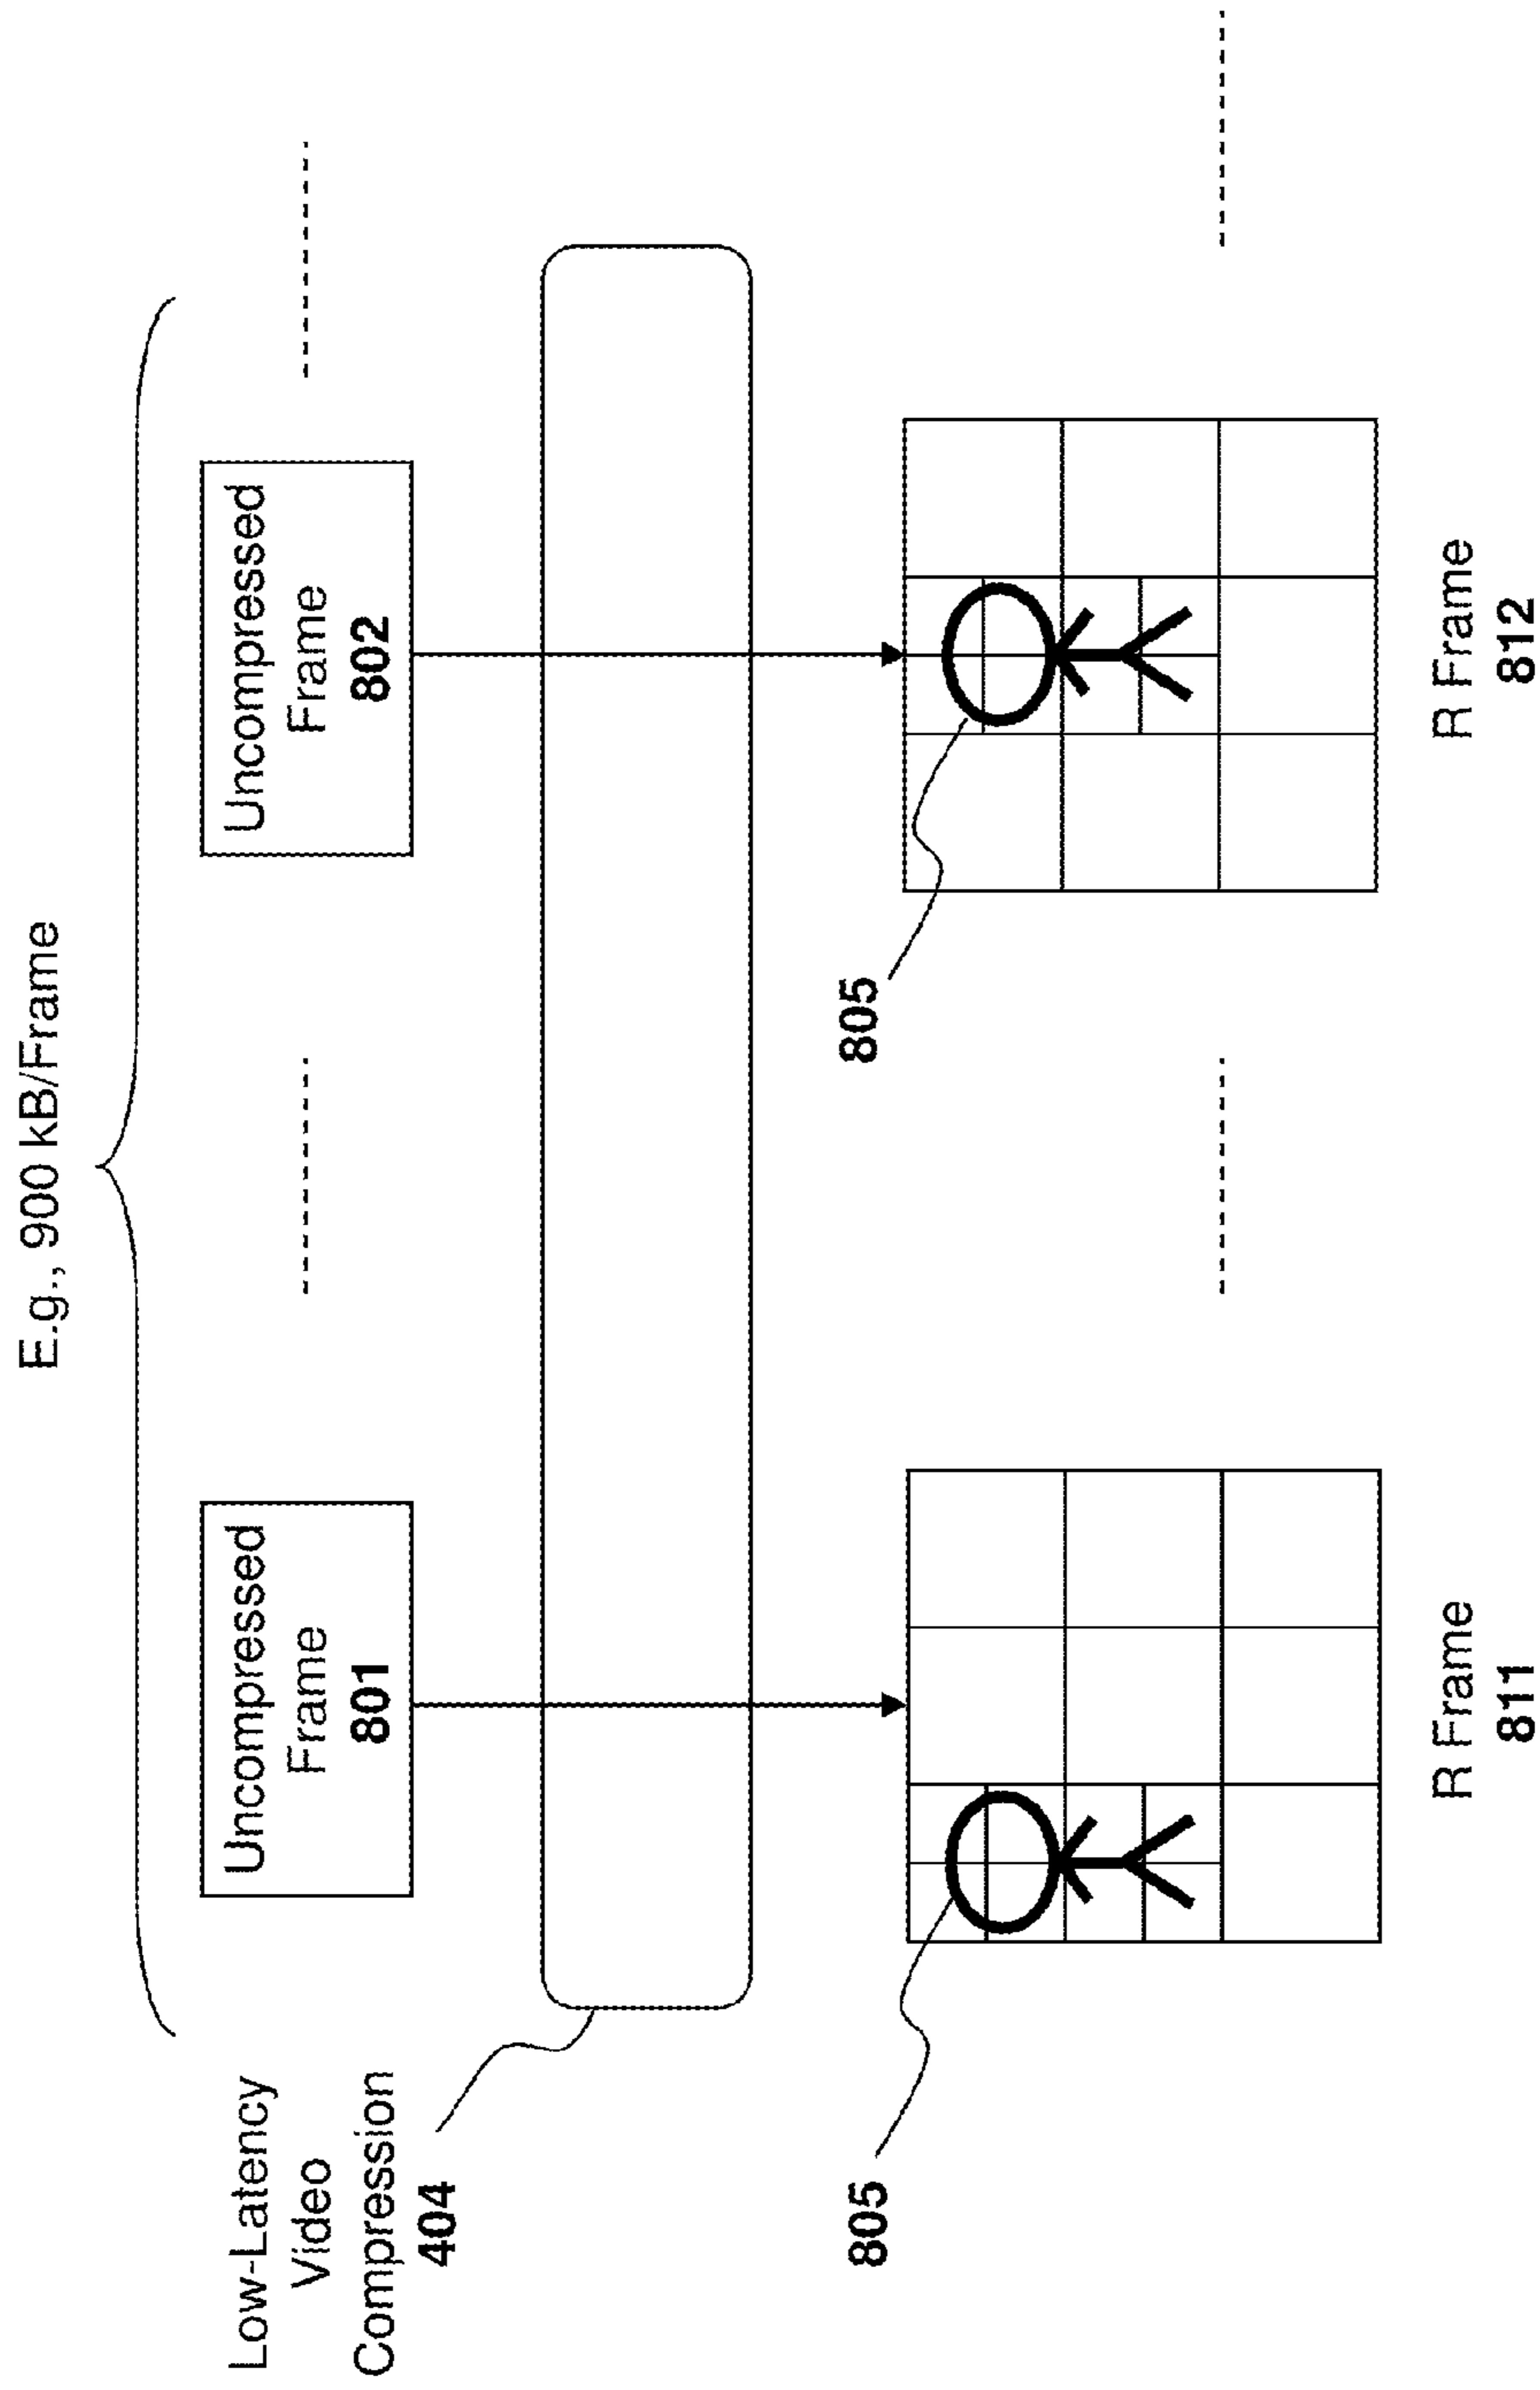 E.g., 900 kB/Frame
Low-Latency
Video
Compression
404
Uncompressed
Frame
801
Uncompressed
Frame
802
805
805
R Frame
811
R Frame
812